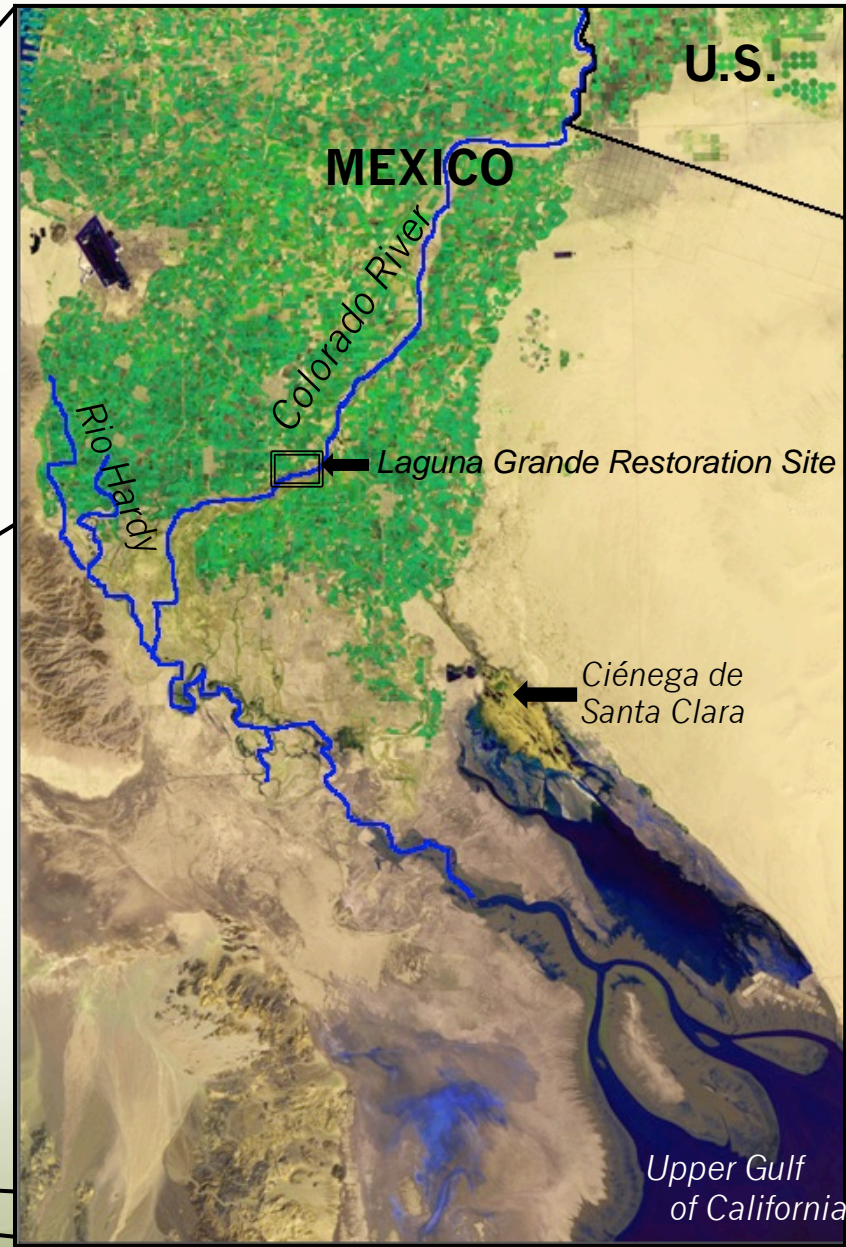 U.S.
MEXICO
Colorado River
Rio Hardy
Laguna Grande Restoration Site
Ciénega de
Santa Clara
Upper Gulf
of California